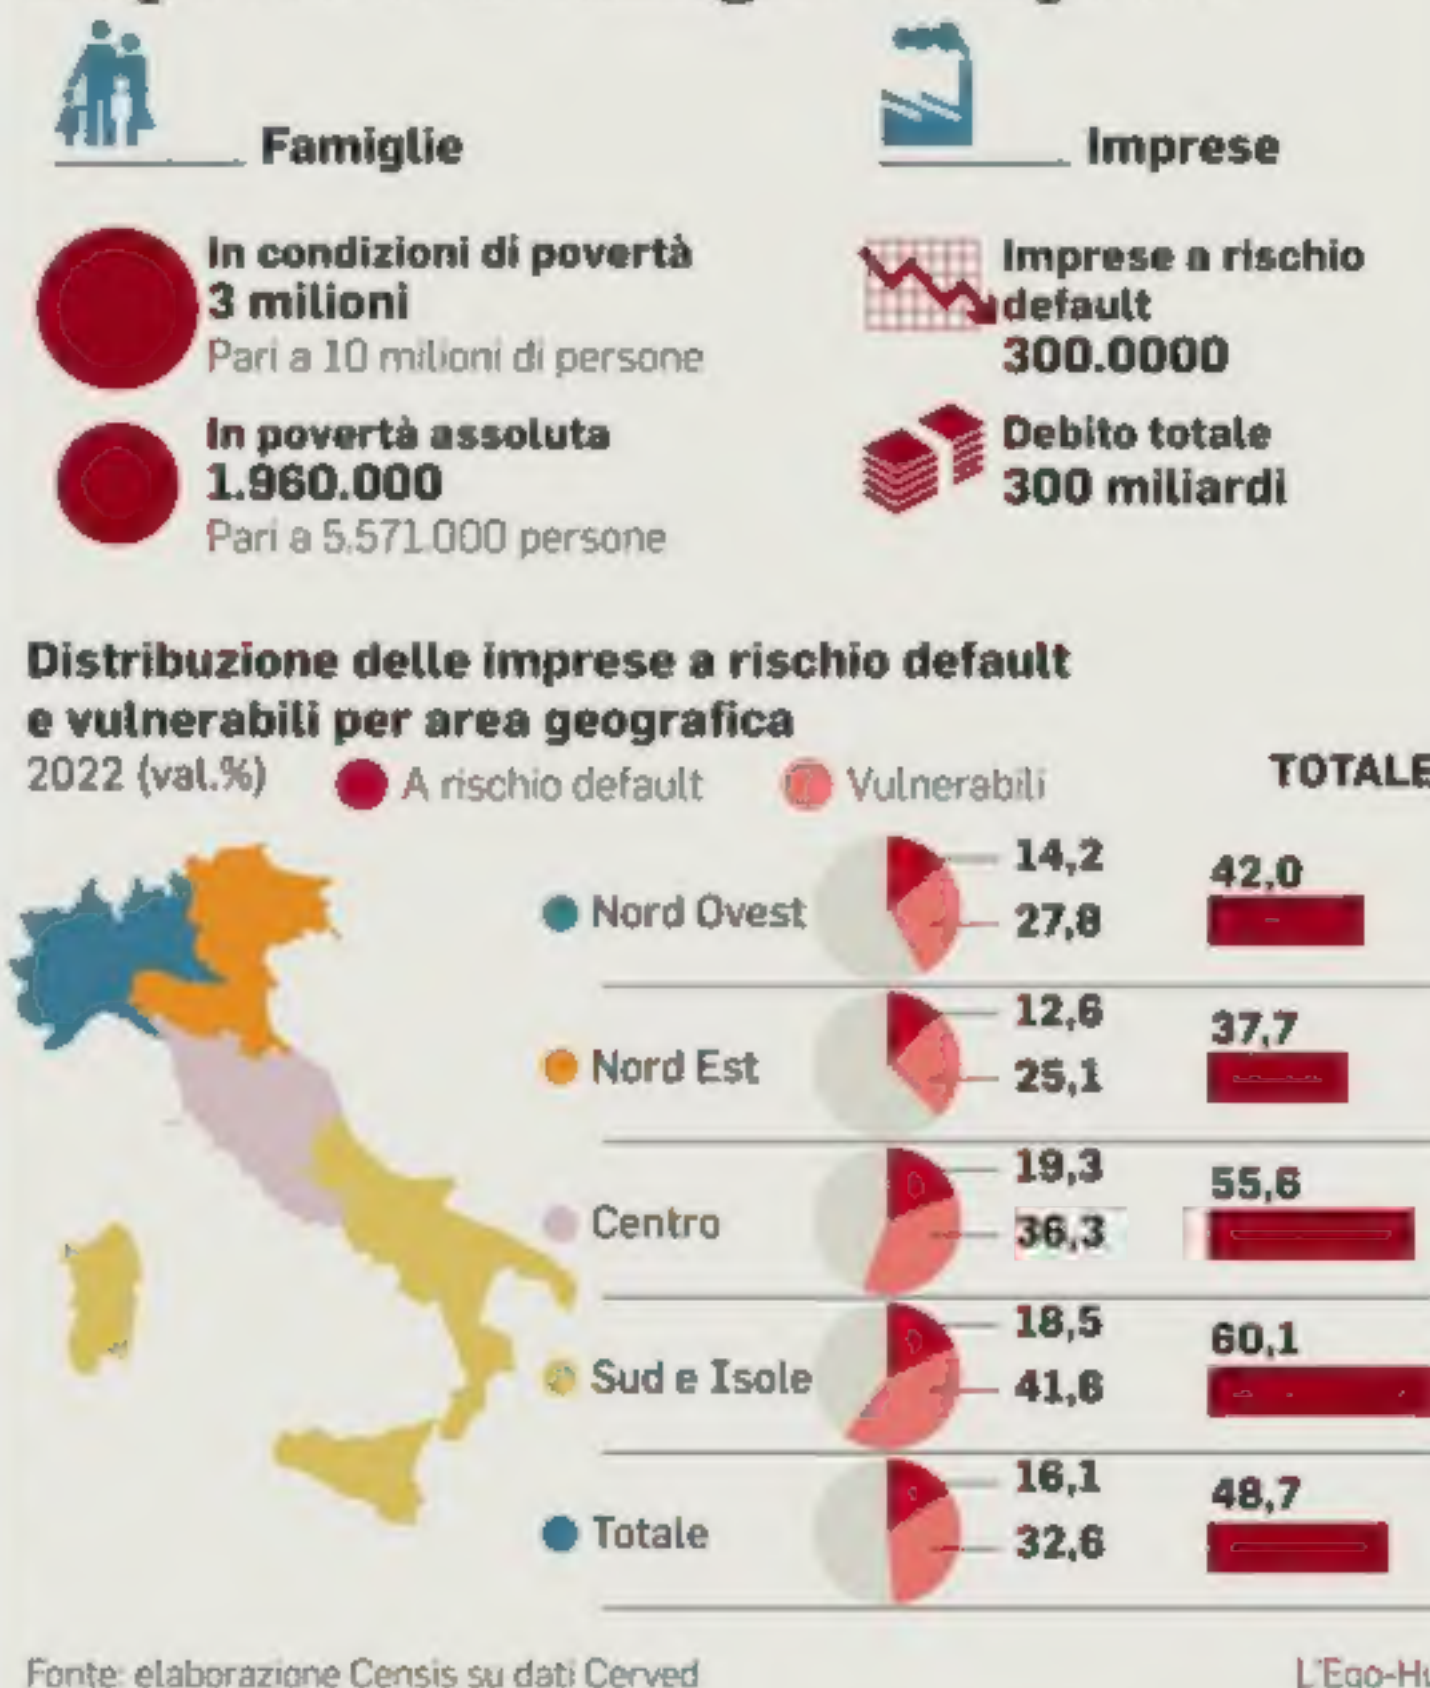 Famiglie
In condizioni di povertà
3 milioni
Pari a 10 milioni di persone
In povertà assoluta
1.960.000
Pari a 5.571.000 persone
Imprese
Imprese a rischio
default
300.0000
Debito totale
300 miliardi
Distribuzione delle imprese a rischio default
e vulnerabili per area geografica
2022 (val.%) A rischio default Vulnerabili TOTALE
Nord Ovest 14,2 27,8 42,0
Nord Est 12,6 25,1 37,7
Centro 19,3 36,3 55,6
Sud e Isole 18,5 41,6 60,1
Totale 16,1 32,6 48,7
Fonte: elaborazione Censis su dati Cerved